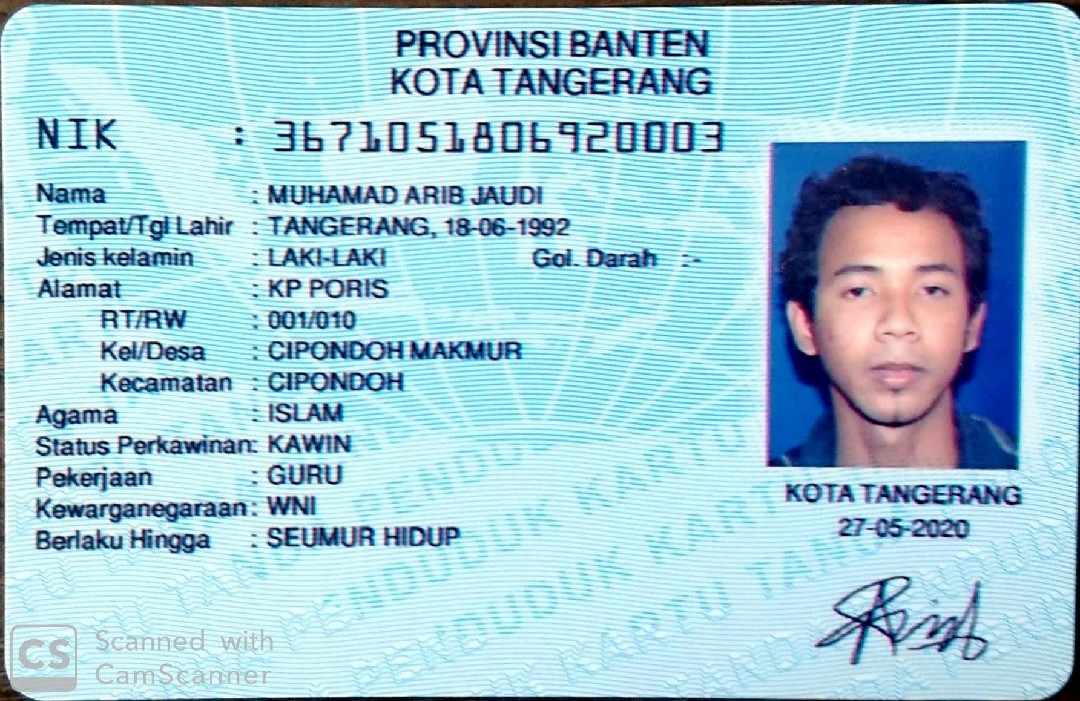 PROVINSI BANTEN
KOTA TANGERANG
NIK : 3671051806920003
Nama : MUHAMAD ARIB JAUDI
Tempat/Tgl Lahir : TANGERANG, 18-06-1992
Jenis kelamin : LAKI-LAKI Gol. Darah :-
Alamat : KP PORIS
RT/RW : 001/010
Kel/Desa : CIPONDOH MAKMUR
Kecamatan : CIPONDOH
Agama : ISLAM
Status Perkawinan: KAWIN
Pekerjaan : GURU
Kewarganegaraan: WNI
Berlaku Hingga : SEUMUR HIDUP
KOTA TANGERANG
27-05-2020
CS Scanned with
CamScanner